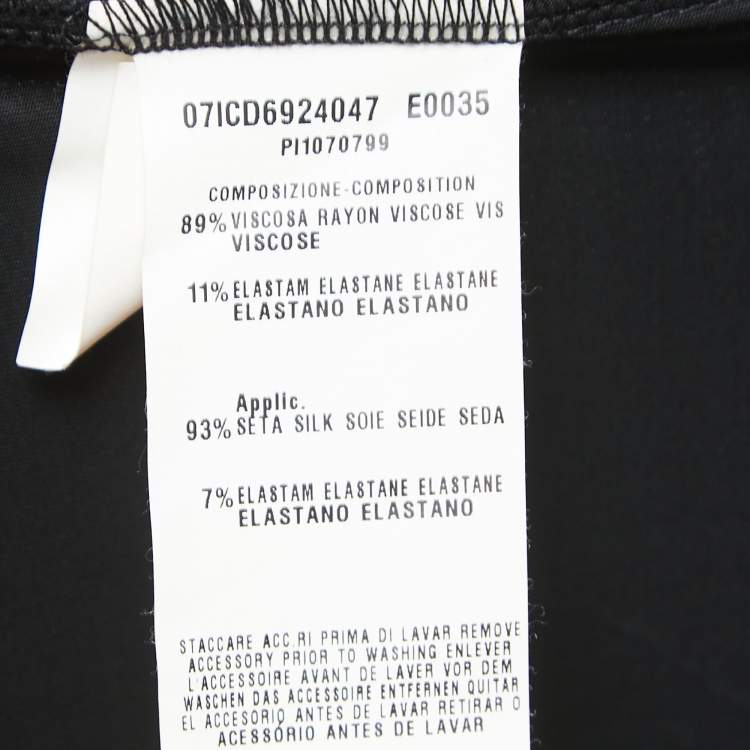 07ICD6924047 E0035
PI1070799
COMPOSIZIONE-COMPOSITION
89% VISCOSA RAYON VISCOSE VIS
VISCOSE
11% ELASTAM ELASTANE ELASTANE
ELASTANO ELASTANO
Applic.
93% SETA SILK SOIE SEIDE SEDA
7% ELASTAM ELASTANE ELASTANE
ELASTANO ELASTANO
STACCARE ACC.RI PRIMA DI LAVAR REMOVE
ACCESSORY PRIOR TO WASHING ENLEVER
L'ACCESSOIRE AVANT DE LAVER VOR DEM
WASCHEN DAS ACCESSOIRE ENTFERNEN QUITAR
EL ACCESORIO ANTES DE LAVAR RETIRAR O
ACESSÓRIO ANTES DE LAVAR